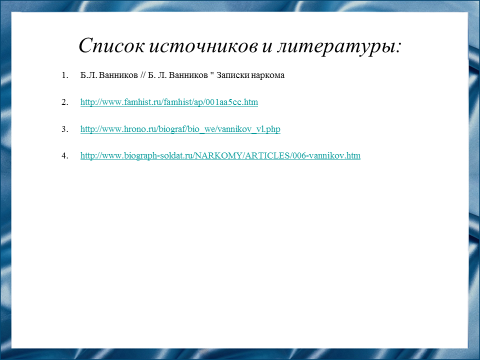 Список источников и литературы:
1. Б.Л. Ванников // Б. Л. Ванников " Записки наркома
2. http://www.famhist.ru/famhist/ap/001aa5cc.htm
3. http://www.hrono.ru/biograf/bio_we/vannikov_vl.php
4. http://www.biograph-soldat.ru/NARKOMY/ARTICLES/006-vannikov.htm